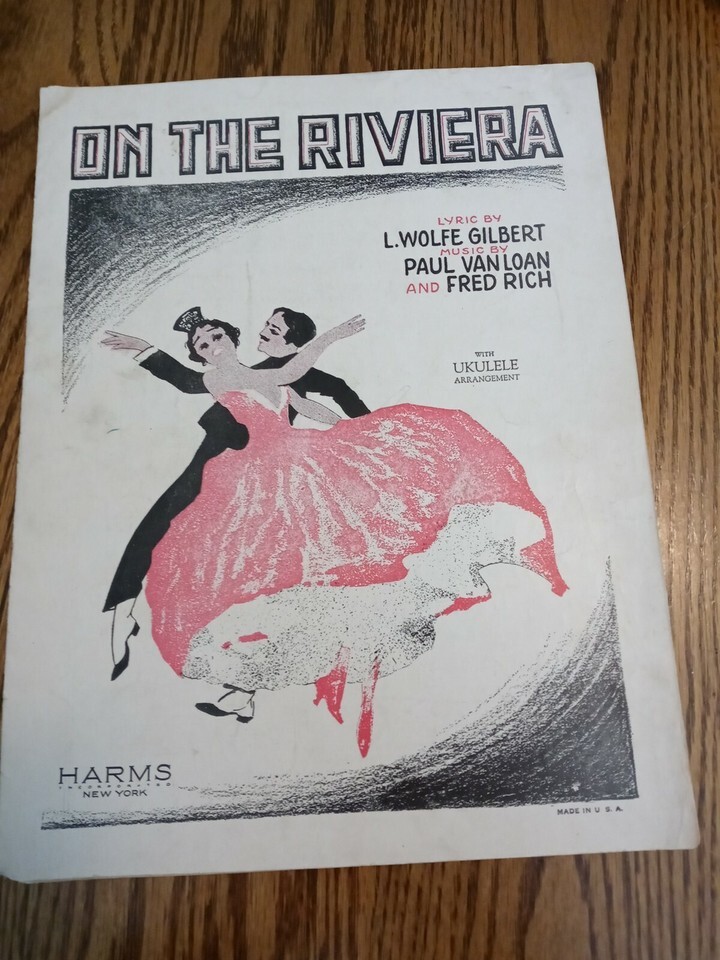 ON THE RIVIERA
LYRIC BY
L. WOLFE GILBERT
MUSIC BY
PAUL VAN LOAN
AND FRED RICH
WITH
UKULELE
ARRANGEMENT
HARMS
INCORPORATED
NEW YORK
MADE IN U. S. A.